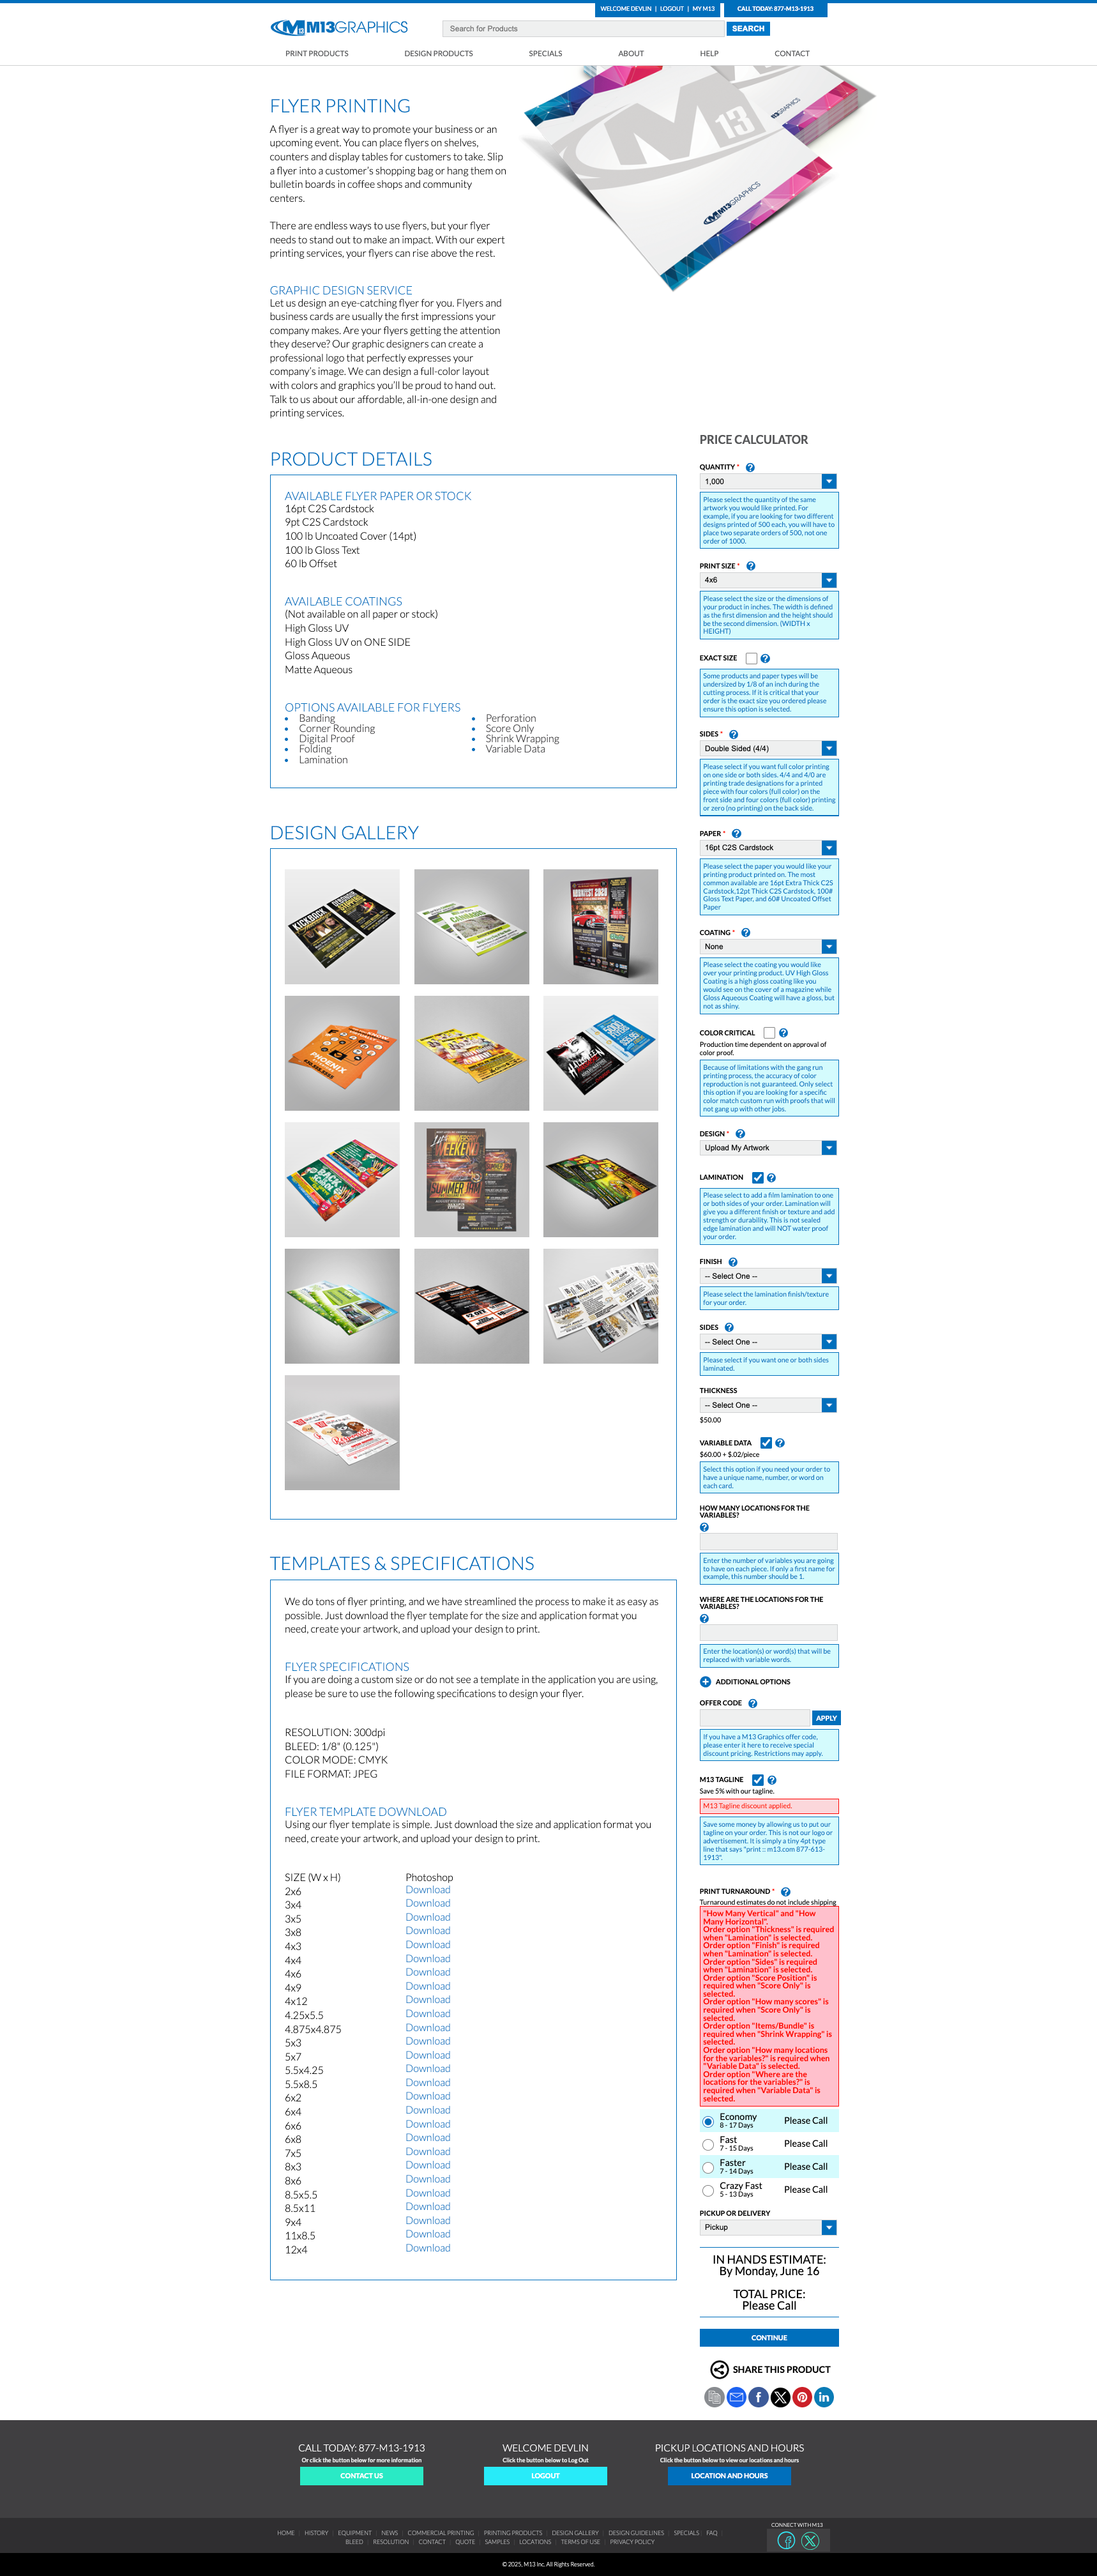 WELCOME DEVLIN | LOGOUT | MY M13
CALL TODAY: 877-M13-1913
M13GRAPHICS
Search for Products
SEARCH
PRINT PRODUCTS
DESIGN PRODUCTS
SPECIALS
ABOUT
HELP
CONTACT
FLYER PRINTING
A flyer is a great way to promote your business or an
upcoming event. You can place flyers on shelves,
counters and display tables for customers to take. Slip
a flyer into a customer's shopping bag or hang them on
bulletin boards in coffee shops and community
centers.
There are endless ways to use flyers, but your flyer
needs to stand out to make an impact. With our expert
printing services, your flyers can rise above the rest.
M13
M13GRAPHICS
GRAPHIC DESIGN SERVICE
Let us design an eye-catching flyer for you. Flyers and
business cards are usually the first impressions your
company makes. Are your flyers getting the attention
they deserve? Our graphic designers can create a
professional logo that perfectly expresses your
company's image. We can design a full-color layout
with colors and graphics you'll be proud to hand out.
Talk to us about our affordable, all-in-one design and
printing services.
PRODUCT DETAILS
AVAILABLE FLYER PAPER OR STOCK
16pt C2S Cardstock
9pt C2S Cardstock
100 lb Uncoated Cover (14pt)
100 lb Gloss Text
60 lb Offset
AVAILABLE COATINGS
(Not available on all paper or stock)
High Gloss UV
High Gloss UV on ONE SIDE
Gloss Aqueous
Matte Aqueous
OPTIONS AVAILABLE FOR FLYERS
Banding
Corner Rounding
Digital Proof
Folding
Lamination
Perforation
Score Only
Shrink Wrapping
Variable Data
DESIGN GALLERY
PHOENIX
HALLOWEEN
WEEKEND
SUMMER JAM
TEMPLATES & SPECIFICATIONS
We do tons of flyer printing, and we have streamlined the process to make it as easy as
possible. Just download the flyer template for the size and application format you
need, create your artwork, and upload your design to print.
FLYER SPECIFICATIONS
If you are doing a custom size or do not see a template in the application you are using,
please be sure to use the following specifications to design your flyer.
RESOLUTION: 300dpi
BLEED: 1/8" (0.125")
COLOR MODE: CMYK
FILE FORMAT: JPEG
FLYER TEMPLATE DOWNLOAD
Using our flyer template is simple. Just download the size and application format you
need, create your artwork, and upload your design to print.
SIZE (W x H) Photoshop
2x6 Download
3x4 Download
3x5 Download
3x8 Download
4x3 Download
4x4 Download
4x6 Download
4x9 Download
4x12 Download
4.25x5.5 Download
4.875x4.875 Download
5x3 Download
5x7 Download
5.5x4.25 Download
5.5x8.5 Download
6x2 Download
6x4 Download
6x6 Download
6x8 Download
7x5 Download
8x3 Download
8x6 Download
8.5x5.5 Download
8.5x11 Download
9x4 Download
11x8.5 Download
12x4 Download
PRICE CALCULATOR
QUANTITY * ?
1,000
Please select the quantity of the same
artwork you would like printed. For
example, if you are looking for two different
designs printed of 500 each, you will have to
place two separate orders of 500, not one
order of 1000.
PRINT SIZE * ?
4x6
Please select the size or the dimensions of
your product in inches. The width is defined
as the first dimension and the height should
be the second dimension. (WIDTH x
HEIGHT)
EXACT SIZE ?
Some products and paper types will be
undersized by 1/8 of an inch during the
cutting process. If it is critical that your
order is the exact size you ordered please
ensure this option is selected.
SIDES * ?
Double Sided (4/4)
Please select if you want full color printing
on one side or both sides. 4/4 and 4/0 are
printing trade designations for a printed
piece with four colors (full color) on the
front side and four colors (full color) printing
or zero (no printing) on the back side.
PAPER * ?
16pt C2S Cardstock
Please select the paper you would like your
printing product printed on. The most
common available are 16pt Extra Thick C2S
Cardstock,12pt Thick C2S Cardstock, 100#
Gloss Text Paper, and 60# Uncoated Offset
Paper
COATING * ?
None
Please select the coating you would like
over your printing product. UV High Gloss
Coating is a high gloss coating like you
would see on the cover of a magazine while
Gloss Aqueous Coating will have a gloss, but
not as shiny.
COLOR CRITICAL ?
Production time dependent on approval of
color proof.
Because of limitations with the gang run
printing process, the accuracy of color
reproduction is not guaranteed. Only select
this option if you are looking for a specific
color match custom run with proofs that will
not gang up with other jobs.
DESIGN * ?
Upload My Artwork
LAMINATION ?
Please select to add a film lamination to one
or both sides of your order. Lamination will
give you a different finish or texture and add
strength or durability. This is not sealed
edge lamination and will NOT water proof
your order.
FINISH ?
-- Select One --
Please select the lamination finish/texture
for your order.
SIDES ?
-- Select One --
Please select if you want one or both sides
laminated.
THICKNESS
-- Select One --
$50.00
VARIABLE DATA ?
$60.00 + $.02/piece
Select this option if you need your order to
have a unique name, number, or word on
each card.
HOW MANY LOCATIONS FOR THE
VARIABLES?
?
Enter the number of variables you are going
to have on each piece. If only a first name for
example, this number should be 1.
WHERE ARE THE LOCATIONS FOR THE
VARIABLES?
?
Enter the location(s) or word(s) that will be
replaced with variable words.
ADDITIONAL OPTIONS
OFFER CODE ?
APPLY
If you have a M13 Graphics offer code,
please enter it here to receive special
discount pricing. Restrictions may apply.
M13 TAGLINE ?
Save 5% with our tagline.
M13 Tagline discount applied.
Save some money by allowing us to put our
tagline on your order. This is not our logo or
advertisement. It is simply a tiny 4pt type
line that says "print :: m13.com 877-613-
1913".
PRINT TURNAROUND * ?
Turnaround estimates do not include shipping
"How Many Vertical" and "How
Many Horizontal".
Order option "Thickness" is required
when "Lamination" is selected.
Order option "Finish" is required
when "Lamination" is selected.
Order option "Sides" is required
when "Lamination" is selected.
Order option "Score Position" is
required when "Score Only" is
selected.
Order option "How many scores" is
required when "Score Only" is
selected.
Order option "Items/Bundle" is
required when "Shrink Wrapping" is
selected.
Order option "How many locations
for the variables?" is required when
"Variable Data" is selected.
Order option "Where are the
locations for the variables?" is
required when "Variable Data" is
selected.
Economy Please Call
8 - 17 Days
Fast Please Call
7 - 15 Days
Faster Please Call
7 - 14 Days
Crazy Fast Please Call
5 - 13 Days
PICKUP OR DELIVERY
Pickup
IN HANDS ESTIMATE:
By Monday, June 16
TOTAL PRICE:
Please Call
CONTINUE
SHARE THIS PRODUCT
CALL TODAY: 877-M13-1913
Or click the button below for more information
CONTACT US
WELCOME DEVLIN
Click the button below to Log Out
LOGOUT
PICKUP LOCATIONS AND HOURS
Click the button below to view our locations and hours
LOCATION AND HOURS
HOME HISTORY EQUIPMENT NEWS COMMERCIAL PRINTING PRINTING PRODUCTS DESIGN GALLERY DESIGN GUIDELINES SPECIALS FAQ
BLEED RESOLUTION CONTACT QUOTE SAMPLES LOCATIONS TERMS OF USE PRIVACY POLICY
CONNECT WITH M13
© 2025, M13 Inc. All Rights Reserved.